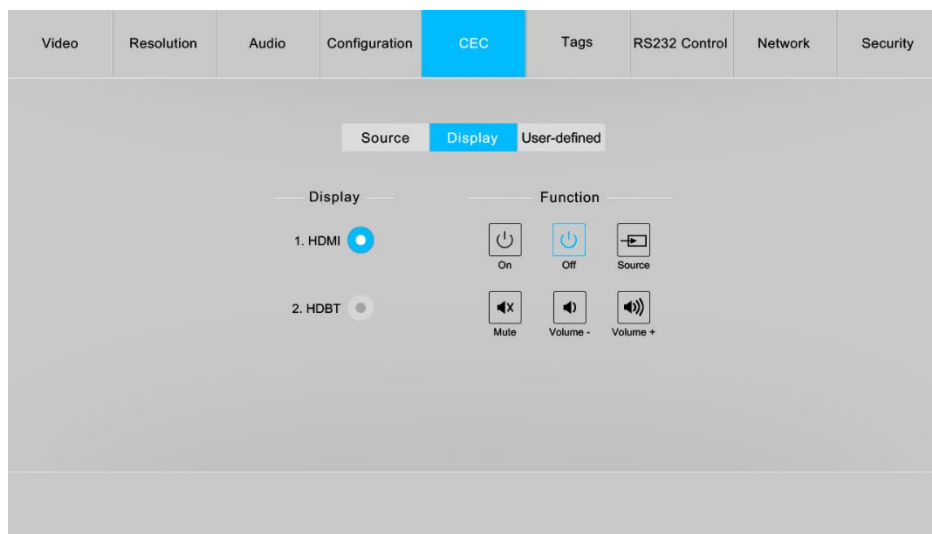 Video Resolution Audio Configuration CEC Tags RS232 Control Network Security
Source Display User-defined
Display Function
1. HDMI
On Off Source
2. HDBT
Mute Volume - Volume +